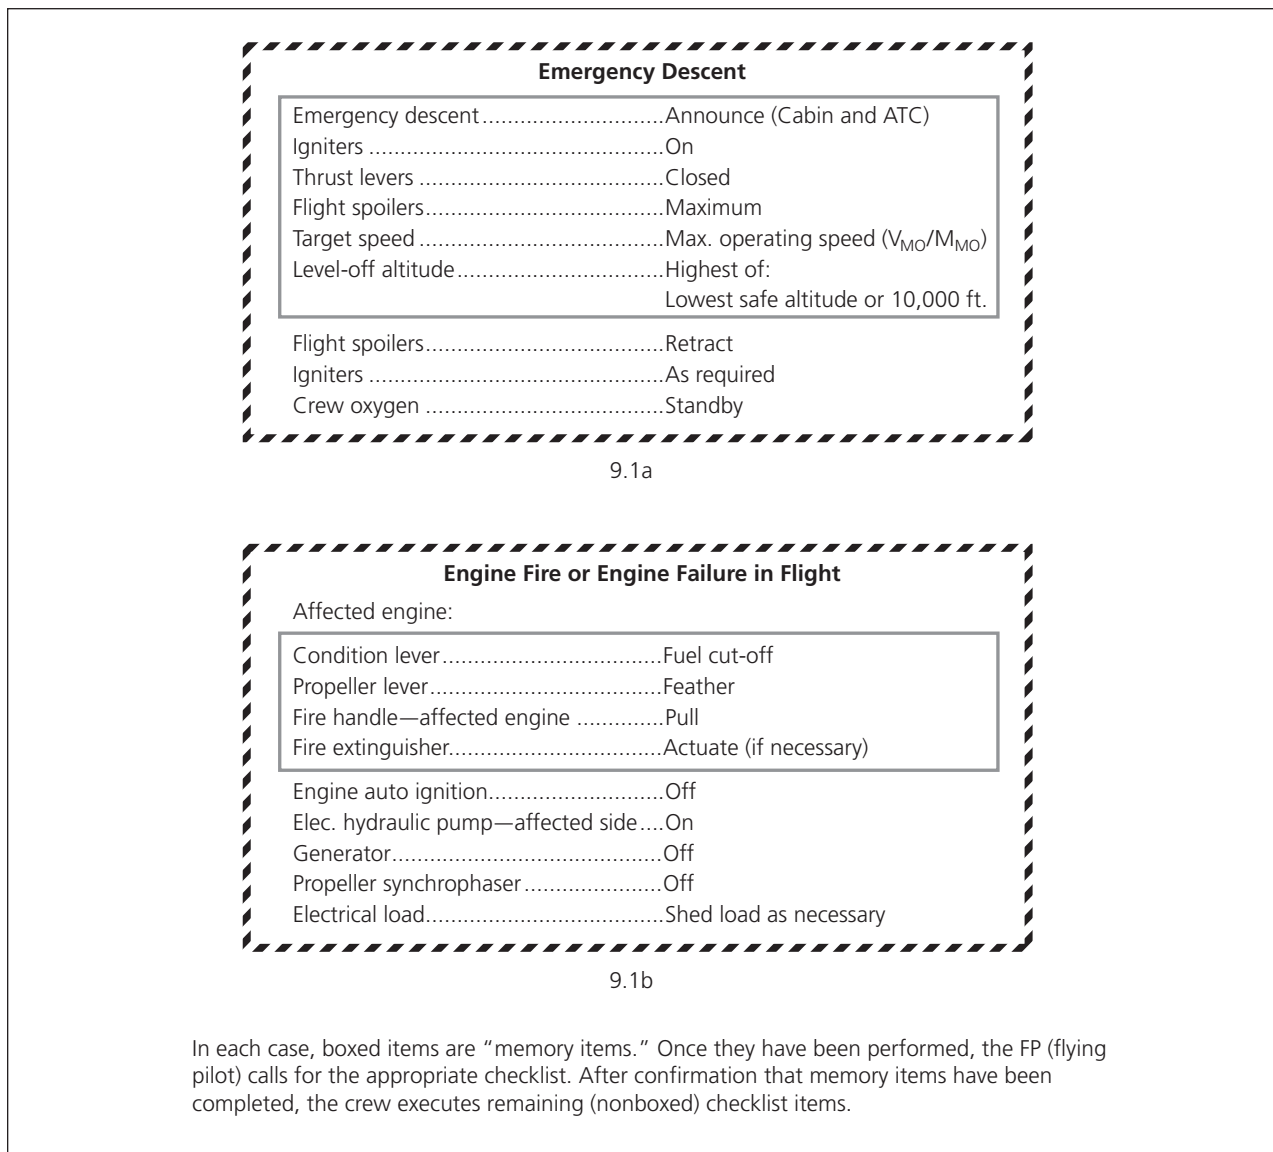 Emergency Descent
Emergency descent......................................Announce (Cabin and ATC)
Igniters ..................................................On
Thrust levers ..........................................Closed
Flight spoilers.........................................Maximum
Target speed ..........................................Max. operating speed (VMO/MMO)
Level-off altitude...................................Highest of:
Lowest safe altitude or 10,000 ft.
Flight spoilers.........................................Retract
Igniters ..................................................As required
Crew oxygen ........................................Standby
9.1a
Engine Fire or Engine Failure in Flight
Affected engine:
Condition lever.....................................Fuel cut-off
Propeller lever.......................................Feather
Fire handle—affected engine ..............Pull
Fire extinguisher....................................Actuate (if necessary)
Engine auto ignition.............................Off
Elec. hydraulic pump—affected side....On
Generator..............................................Off
Propeller synchrophaser.......................Off
Electrical load........................................Shed load as necessary
9.1b
In each case, boxed items are “memory items.” Once they have been performed, the FP (flying
pilot) calls for the appropriate checklist. After confirmation that memory items have been
completed, the crew executes remaining (nonboxed) checklist items.